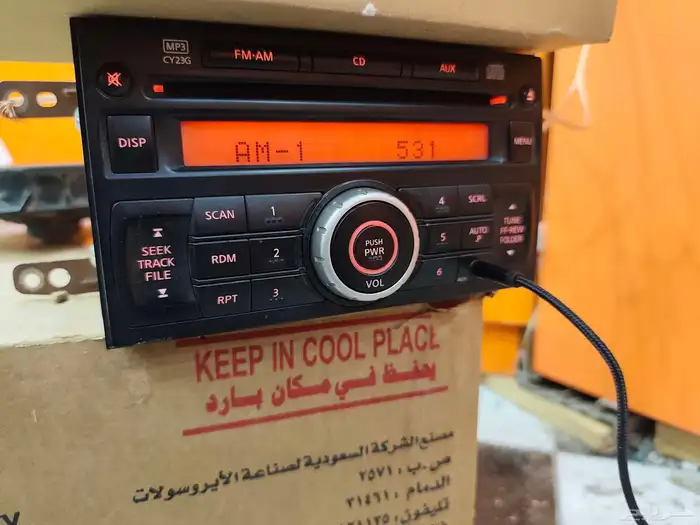 MP3
CY23G
FM·AM
CD
AUX
DISP
AM-1 531
MENU
SCAN
1
4
SCRL
SEEK
TRACK
FILE
RDM
2
PUSH
PWR
VOL
5
AUTO.P
TUNE
FF·REW
FOLDER
RPT
3
6
AUX
KEEP IN COOL PLACE
يحفظ في مكان بارد
مصنع الشركة السعودية لصناعة الأيروسولات
ص.ب : ٢٥٧١
الدمام : ٣١٤٦١
تليفون :